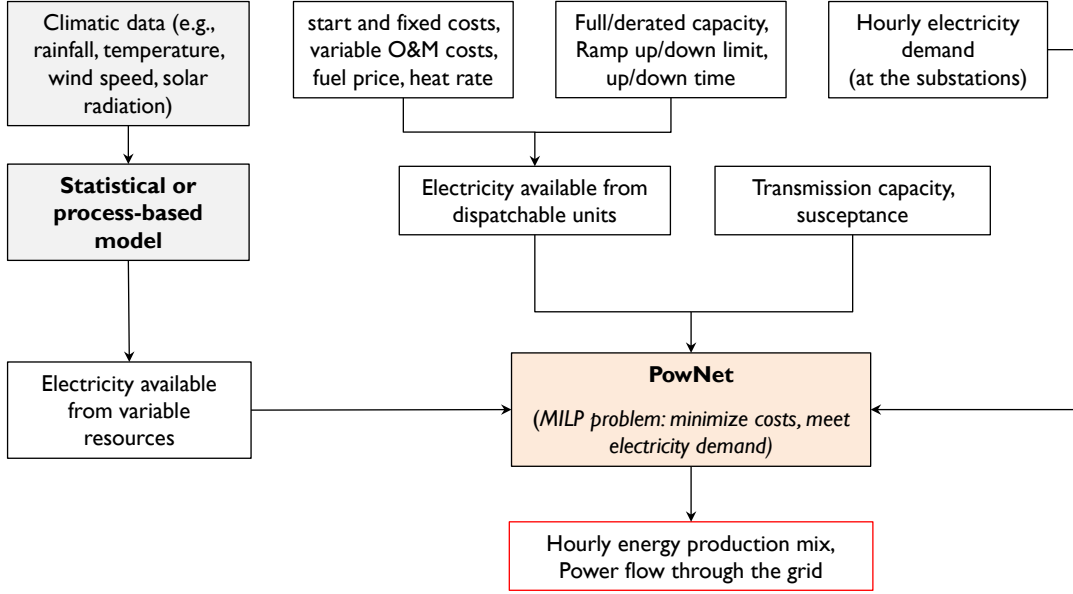 Climatic data (e.g.,
rainfall, temperature,
wind speed, solar
radiation)
start and fixed costs,
variable O&M costs,
fuel price, heat rate
Full/derated capacity,
Ramp up/down limit,
up/down time
Hourly electricity
demand
(at the substations)
Statistical or
process-based
model
Electricity available from
dispatchable units
Transmission capacity,
susceptance
Electricity available
from variable
resources
PowNet
(MILP problem: minimize costs, meet
electricity demand)
Hourly energy production mix,
Power flow through the grid